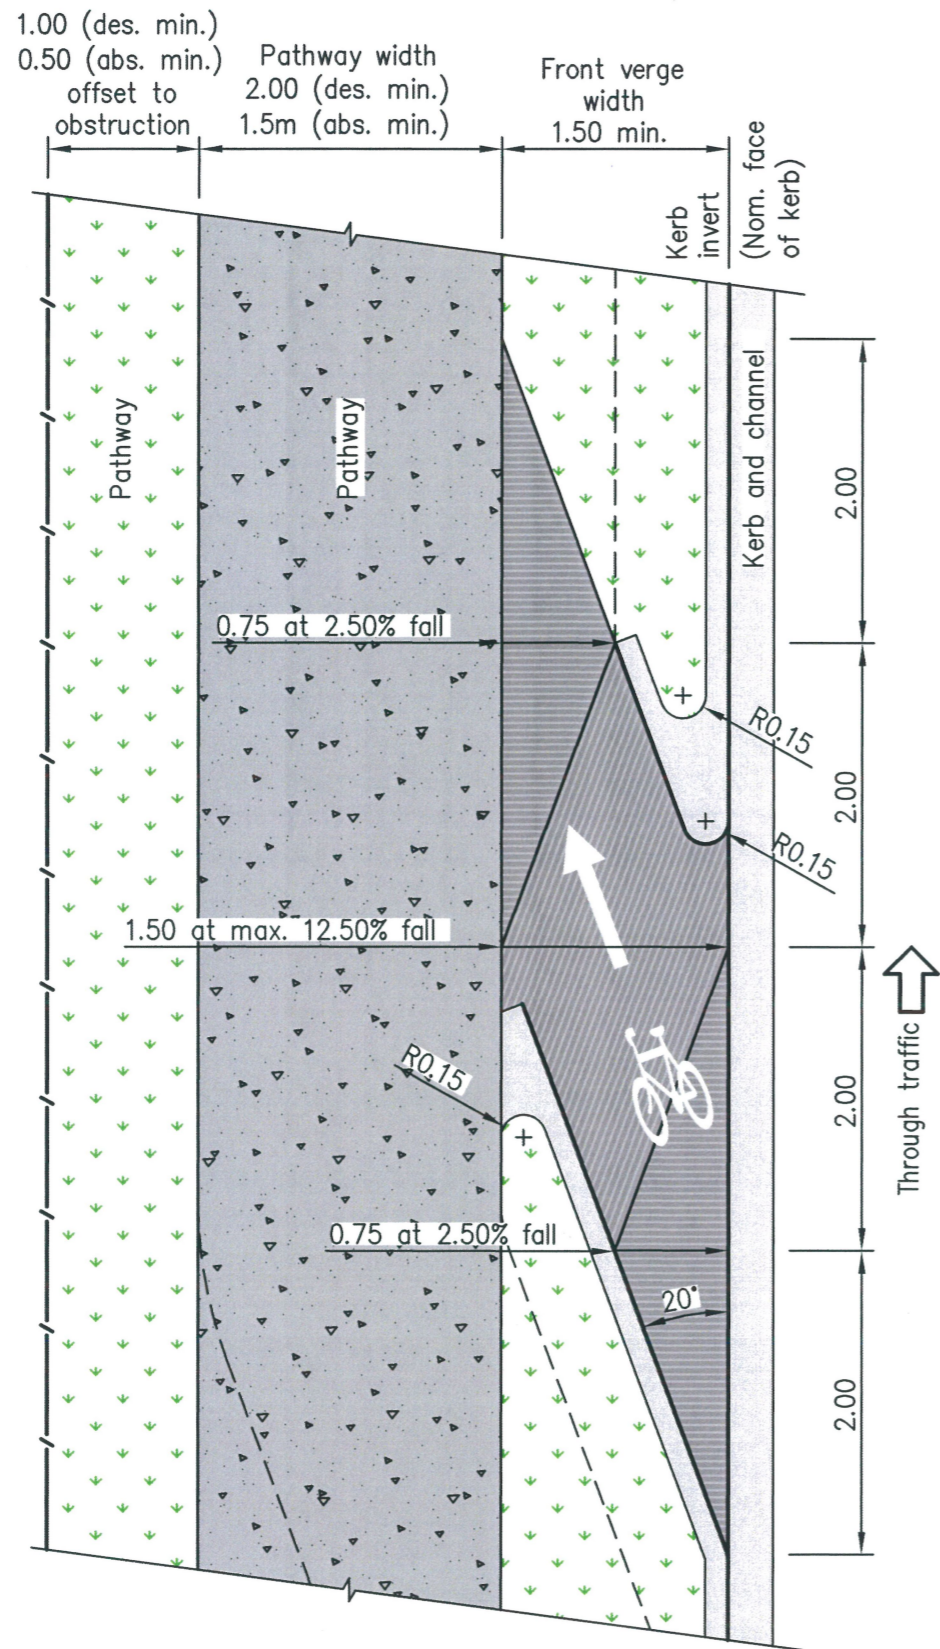 1.00 (des. min.)
0.50 (abs. min.)
offset to
obstruction
Pathway width
2.00 (des. min.)
1.5m (abs. min.)
Front verge
width
1.50 min.
Kerb
invert
(Nom. face
of kerb)
Pathway
Pathway
Kerb and channel
2.00
0.75 at 2.50% fall
R0.15
2.00
R0.15
1.50 at max. 12.50% fall
R0.15
2.00
Through traffic
0.75 at 2.50% fall
20°
2.00